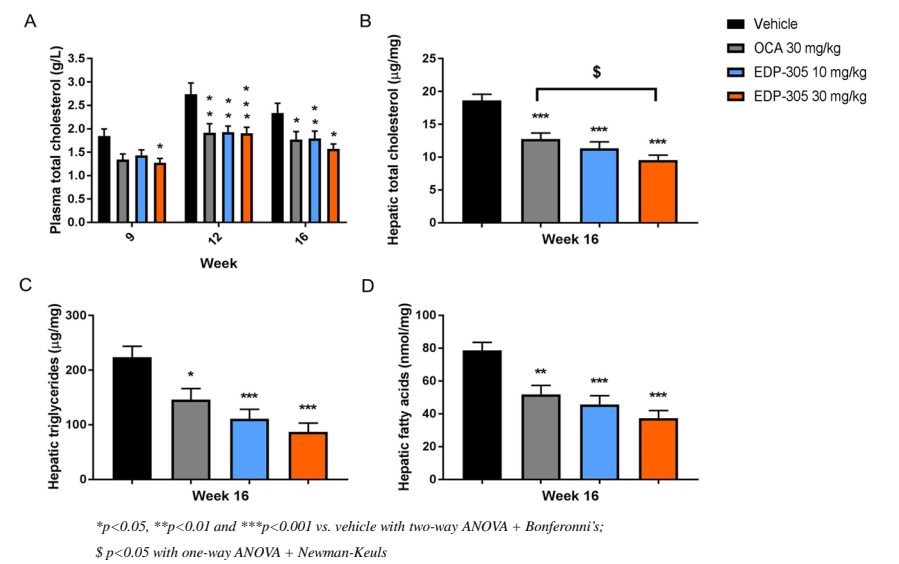 A
B
Vehicle
OCA 30 mg/kg
EDP-305 10 mg/kg
EDP-305 30 mg/kg
Plasma total cholesterol (g/L)
3.5
3.0
2.5
2.0
1.5
1.0
0.5
0.0
*
* *
* *
* * *
*
* *
*
9
12
16
Week
Hepatic total cholesterol (µg/mg)
25
20
15
10
5
0
$
***
***
***
Week 16
C
D
Hepatic triglycerides (µg/mg)
300
200
100
0
*
***
***
Week 16
Hepatic fatty acids (nmol/mg)
100
80
60
40
20
0
**
***
***
Week 16
*p<0.05, **p<0.01 and ***p<0.001 vs. vehicle with two-way ANOVA + Bonferonni's;
$ p<0.05 with one-way ANOVA + Newman-Keuls